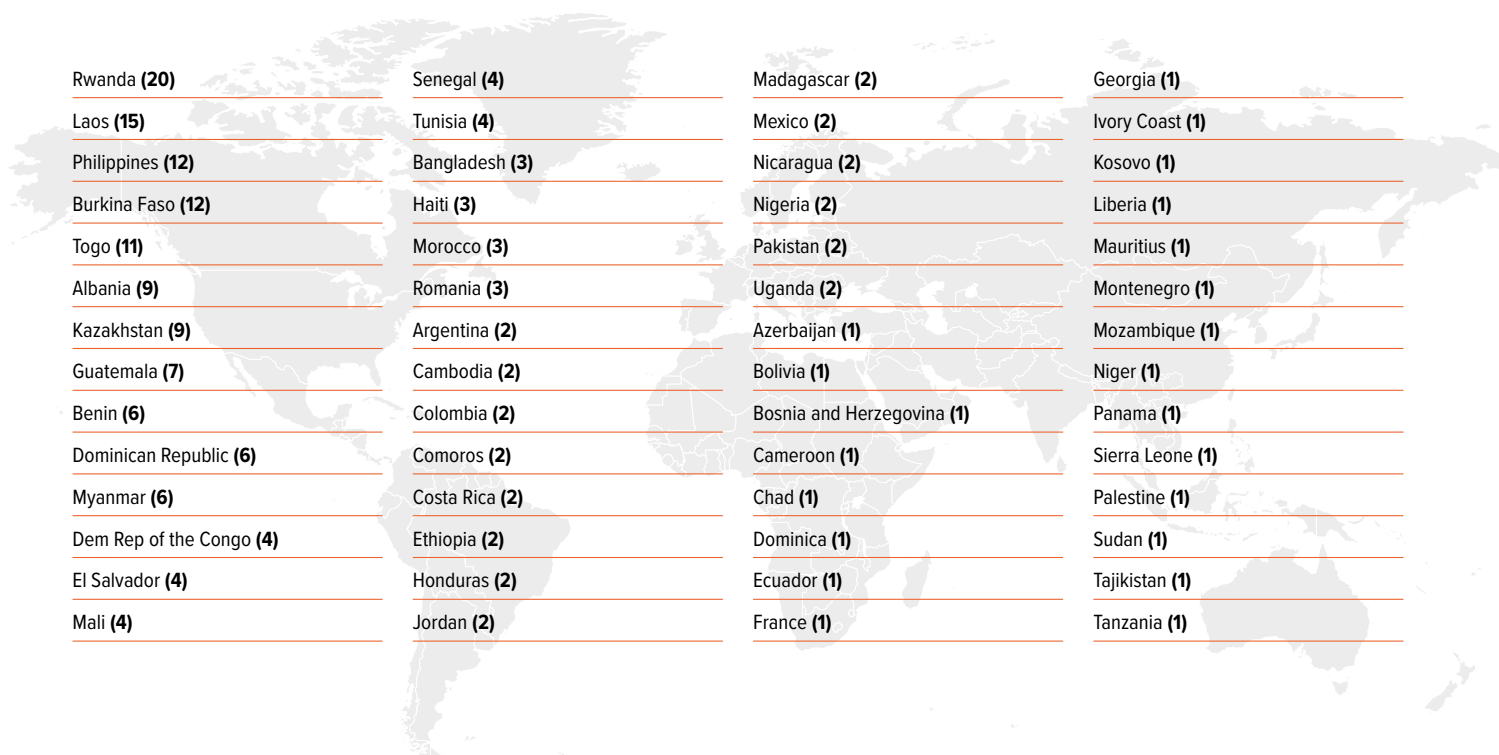 Rwanda (20)
Laos (15)
Philippines (12)
Burkina Faso (12)
Togo (11)
Albania (9)
Kazakhstan (9)
Guatemala (7)
Benin (6)
Dominican Republic (6)
Myanmar (6)
Dem Rep of the Congo (4)
El Salvador (4)
Mali (4)
Senegal (4)
Tunisia (4)
Bangladesh (3)
Haiti (3)
Morocco (3)
Romania (3)
Argentina (2)
Cambodia (2)
Colombia (2)
Comoros (2)
Costa Rica (2)
Ethiopia (2)
Honduras (2)
Jordan (2)
Madagascar (2)
Mexico (2)
Nicaragua (2)
Nigeria (2)
Pakistan (2)
Uganda (2)
Azerbaijan (1)
Bolivia (1)
Bosnia and Herzegovina (1)
Cameroon (1)
Chad (1)
Dominica (1)
Ecuador (1)
France (1)
Georgia (1)
Ivory Coast (1)
Kosovo (1)
Liberia (1)
Mauritius (1)
Montenegro (1)
Mozambique (1)
Niger (1)
Panama (1)
Sierra Leone (1)
Palestine (1)
Sudan (1)
Tajikistan (1)
Tanzania (1)